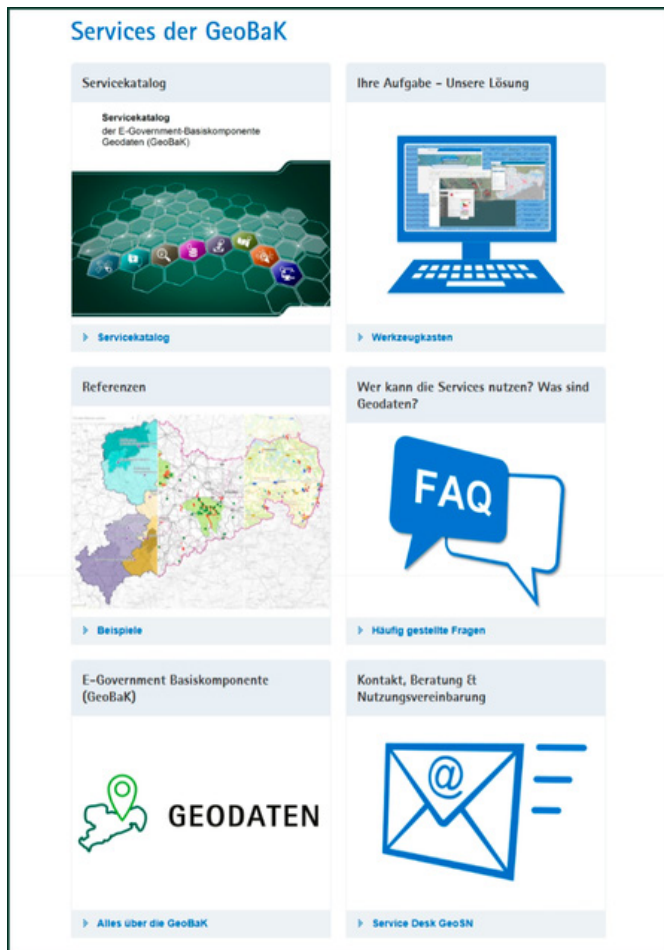 Services der GeoBaK
Servicekatalog
Servicekatalog
der E-Government-Basiskomponente
Geodaten (GeoBaK)
Servicekatalog
Ihre Aufgabe – Unsere Lösung
Werkzeugkasten
Referenzen
Beispiele
Wer kann die Services nutzen? Was sind
Geodaten?
FAQ
Häufig gestellte Fragen
E-Government Basiskomponente
(GeoBaK)
GEODATEN
Alles über die GeoBaK
Kontakt, Beratung &
Nutzungsvereinbarung
@
Service Desk GeoSN